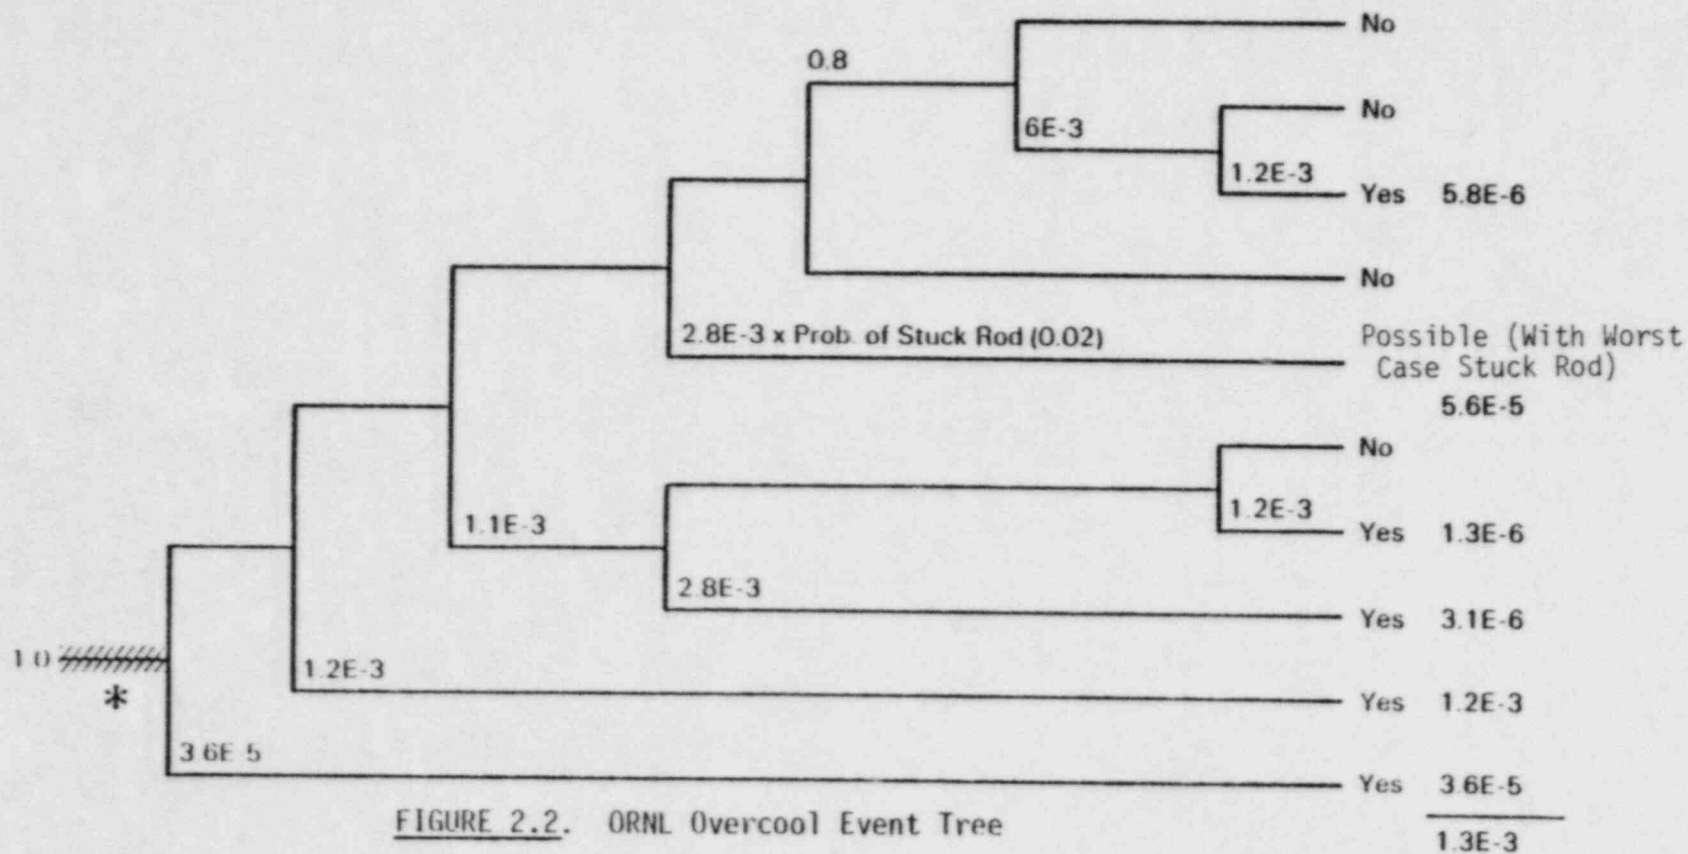 No
0.8
No
6E-3
1.2E-3
Yes 5.8E-6
No
2.8E-3 x Prob. of Stuck Rod (0.02)
Possible (With Worst
Case Stuck Rod)
5.6E-5
No
1.1E-3
1.2E-3
Yes 1.3E-6
2.8E-3
Yes 3.1E-6
1.0
*
1.2E-3
Yes 1.2E-3
3.6E-5
Yes 3.6E-5
FIGURE 2.2. ORNL Overcool Event Tree
1.3E-3